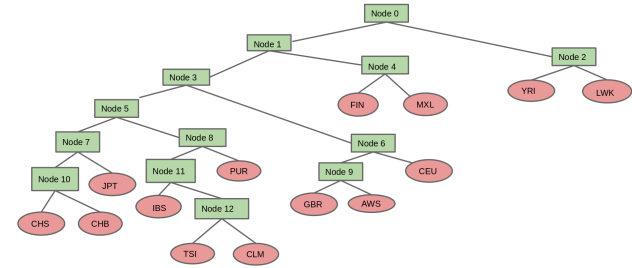 Node 0
Node 1
Node 2
Node 3
Node 4
YRI
LWK
FIN
MXL
Node 5
Node 7
Node 8
Node 6
Node 10
JPT
Node 11
PUR
Node 9
CEU
CHS
CHB
IBS
Node 12
GBR
AWS
TSI
CLM